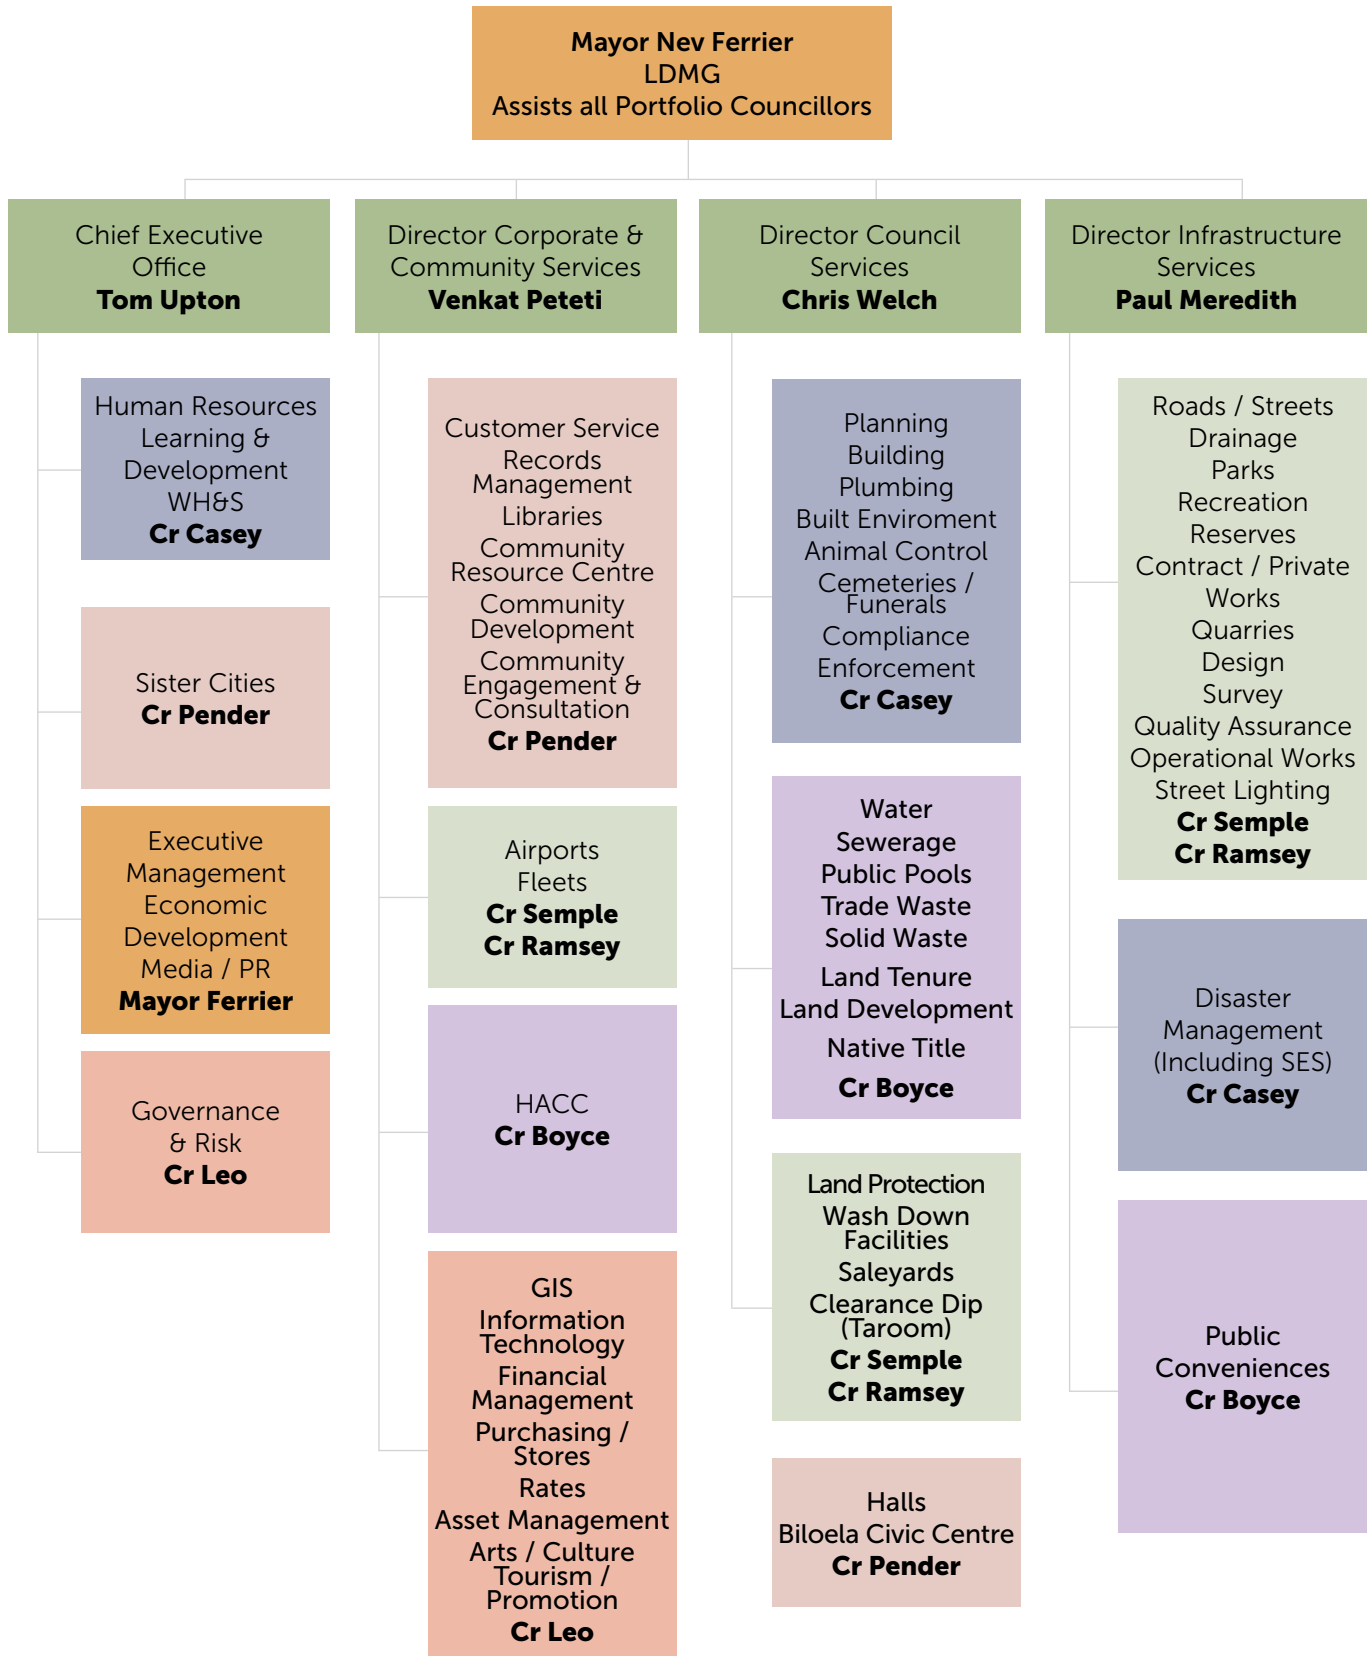 Mayor Nev Ferrier
LDMG
Assists all Portfolio Councillors
Chief Executive
Office
Tom Upton
Human Resources
Learning &
Development
WH&S
Cr Casey
Sister Cities
Cr Pender
Executive
Management
Economic
Development
Media / PR
Mayor Ferrier
Governance
& Risk
Cr Leo
Director Corporate &
Community Services
Venkat Peteti
Customer Service
Records
Management
Libraries
Community
Resource Centre
Community
Development
Community
Engagement &
Consultation
Cr Pender
Airports
Fleets
Cr Semple
Cr Ramsey
HACC
Cr Boyce
GIS
Information
Technology
Financial
Management
Purchasing /
Stores
Rates
Asset Management
Arts / Culture
Tourism /
Promotion
Cr Leo
Director Council
Services
Chris Welch
Planning
Building
Plumbing
Built Enviroment
Animal Control
Cemeteries /
Funerals
Compliance
Enforcement
Cr Casey
Water
Sewerage
Public Pools
Trade Waste
Solid Waste
Land Tenure
Land Development
Native Title
Cr Boyce
Land Protection
Wash Down
Facilities
Saleyards
Clearance Dip
(Taroom)
Cr Semple
Cr Ramsey
Halls
Biloela Civic Centre
Cr Pender
Director Infrastructure
Services
Paul Meredith
Roads / Streets
Drainage
Parks
Recreation
Reserves
Contract / Private
Works
Quarries
Design
Survey
Quality Assurance
Operational Works
Street Lighting
Cr Semple
Cr Ramsey
Disaster
Management
(Including SES)
Cr Casey
Public
Conveniences
Cr Boyce